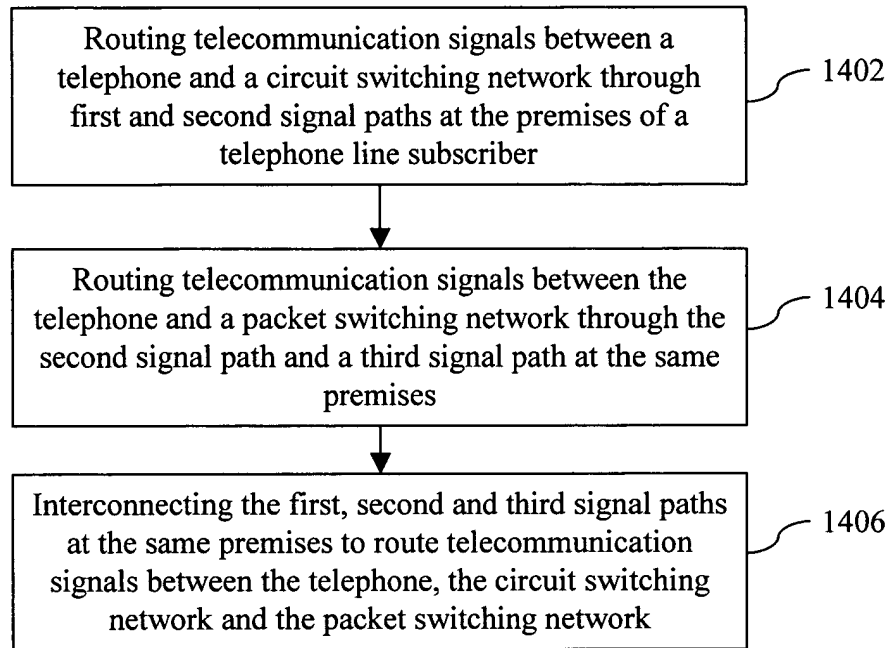 Routing telecommunication signals between a
telephone and a circuit switching network through
first and second signal paths at the premises of a
telephone line subscriber
1402
Routing telecommunication signals between the
telephone and a packet switching network through the
second signal path and a third signal path at the same
premises
1404
Interconnecting the first, second and third signal paths
at the same premises to route telecommunication
signals between the telephone, the circuit switching
network and the packet switching network
1406